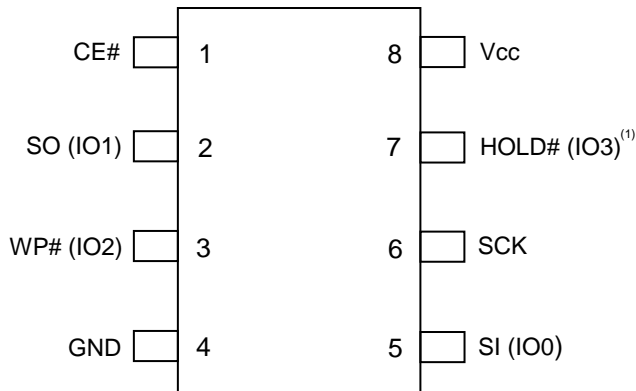 CE# 1 8 Vcc
SO (IO1) 2 7 HOLD# (IO3)(1)
WP# (IO2) 3 6 SCK
GND 4 5 SI (IO0)